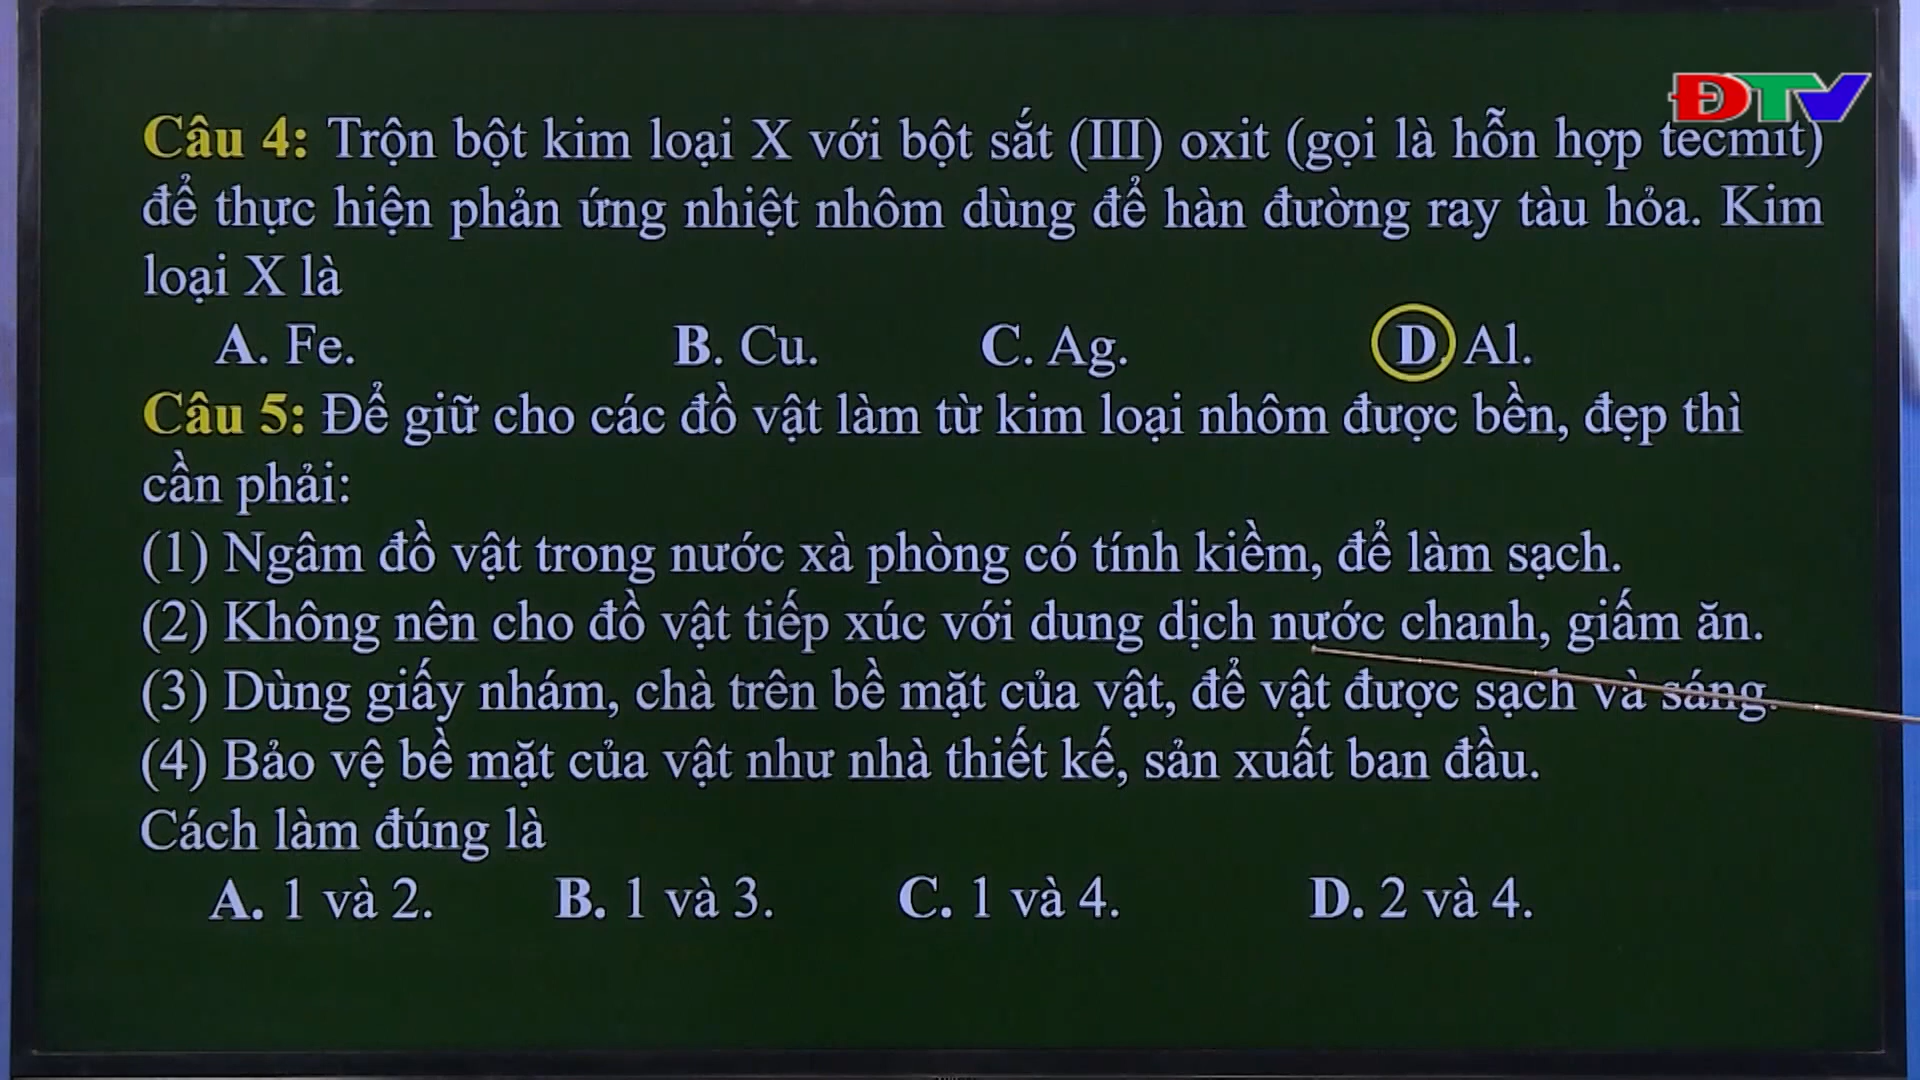 ĐTV
Câu 4: Trộn bột kim loại X với bột sắt (III) oxit (gọi là hỗn hợp tecmit)
để thực hiện phản ứng nhiệt nhôm dùng để hàn đường ray tàu hỏa. Kim
loại X là
A. Fe. B. Cu. C. Ag. D. Al.
Câu 5: Để giữ cho các đồ vật làm từ kim loại nhôm được bền, đẹp thì
cần phải:
(1) Ngâm đồ vật trong nước xà phòng có tính kiềm, để làm sạch.
(2) Không nên cho đồ vật tiếp xúc với dung dịch nước chanh, giấm ăn.
(3) Dùng giấy nhám, chà trên bề mặt của vật, để vật được sạch và sáng.
(4) Bảo vệ bề mặt của vật như nhà thiết kế, sản xuất ban đầu.
Cách làm đúng là
A. 1 và 2. B. 1 và 3. C. 1 và 4. D. 2 và 4.